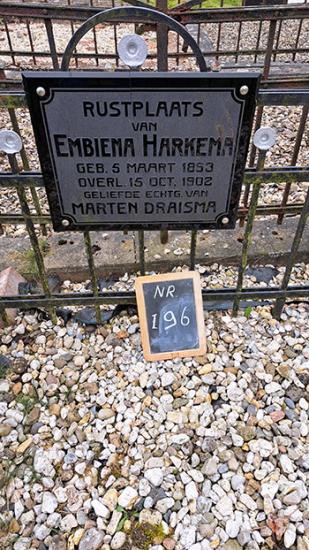 RUSTPLAATS
VAN
EMBIENA HARKEMA
GEB. 5 MAART 1853
OVERL. 15 OCT. 1902
GELIEFDE ECHTG. VAN
MARTEN DRAISMA
NR.
196